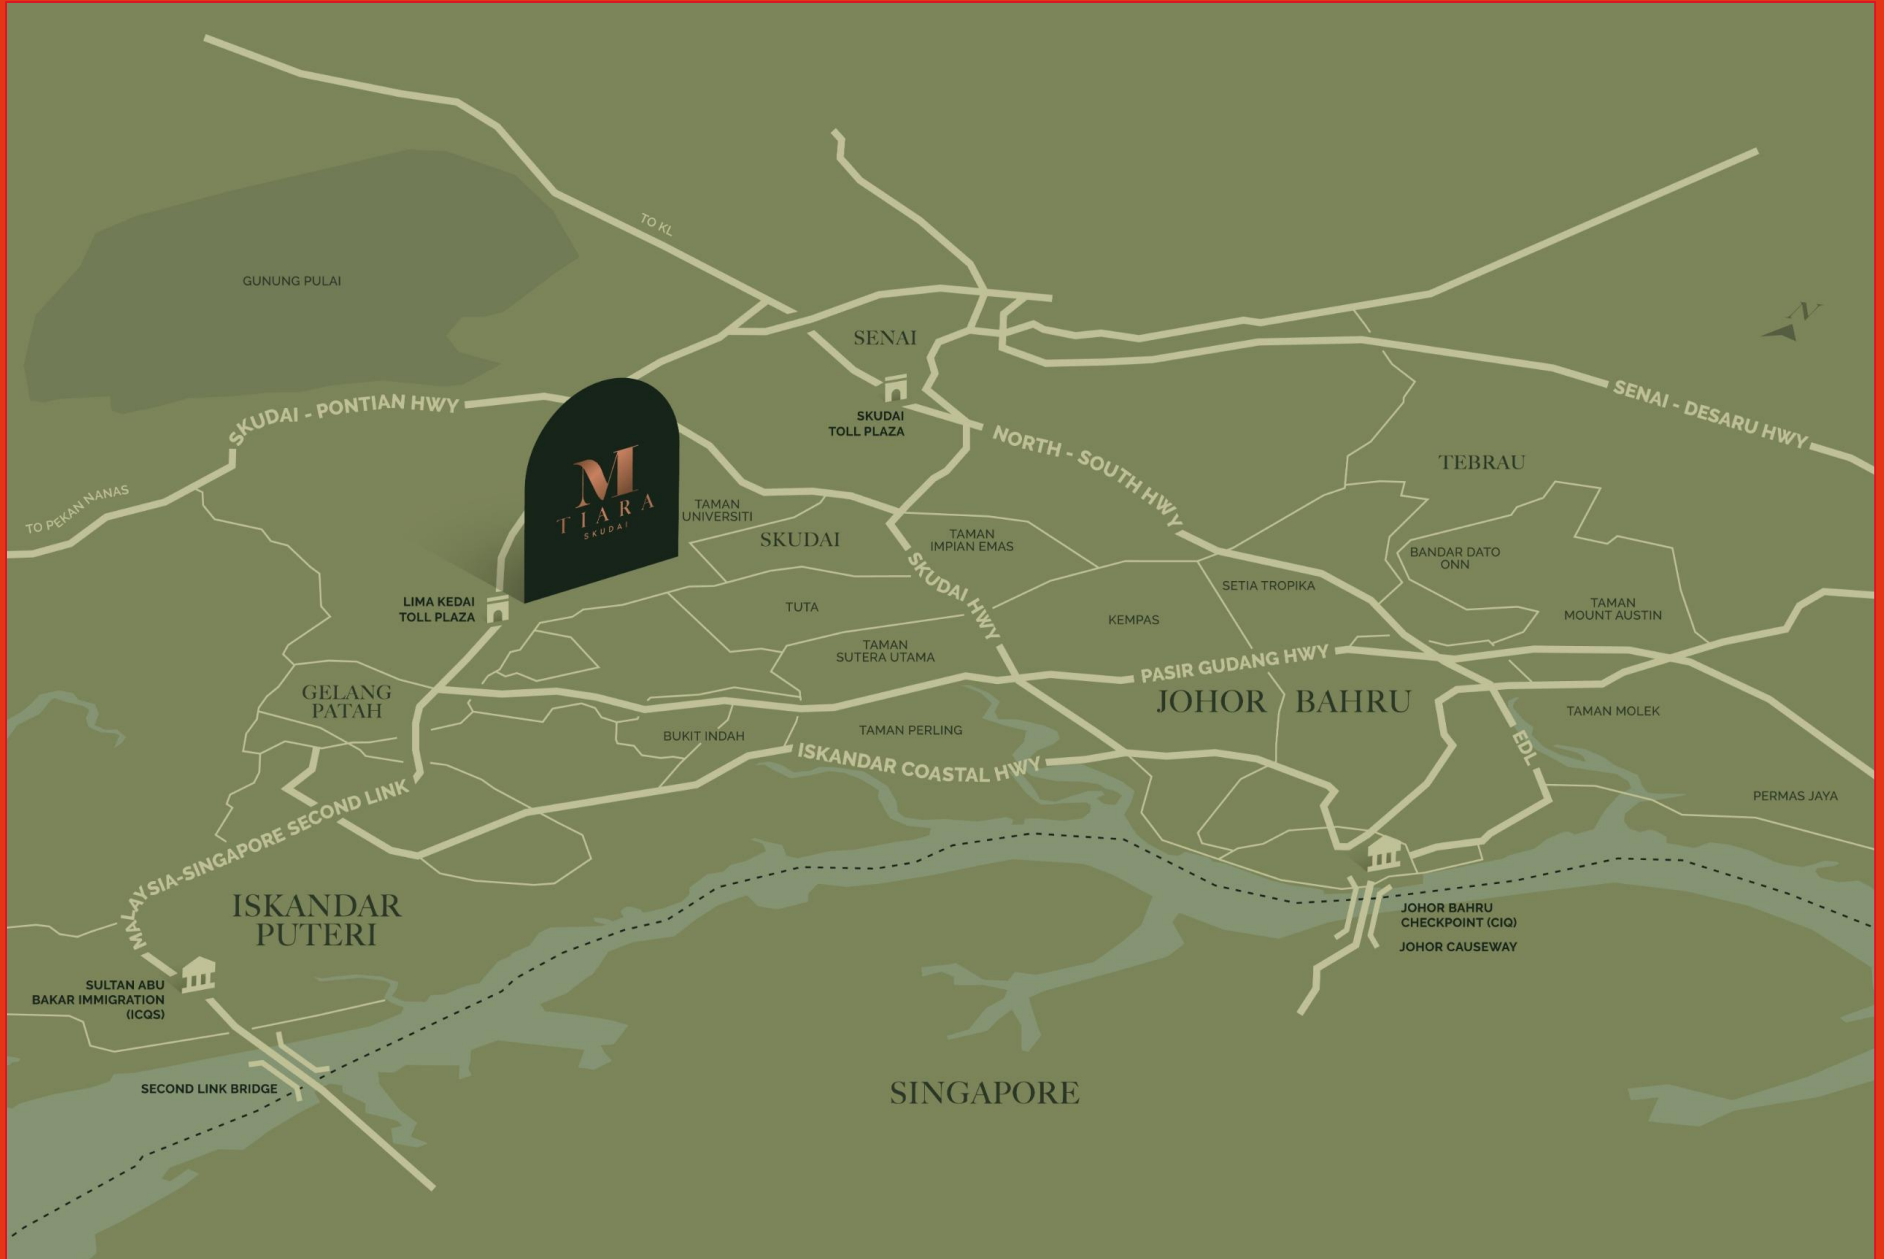 TO KL
GUNUNG PULAI
N
SENAI
SKUDAI - PONTIAN HWY
SKUDAI
TOLL PLAZA
SENAI - DESARU HWY
NORTH - SOUTH HWY
TEBRAU
TO PEKAN NANAS
M
TIARA
SKUDAI
TAMAN
UNIVERSITI
SKUDAI
TAMAN
IMPIAN EMAS
BANDAR DATO
ONN
SKUDAI HWY
SETIA TROPIKA
LIMA KEDAI
TOLL PLAZA
TUTA
KEMPAS
TAMAN
MOUNT AUSTIN
TAMAN
SUTERA UTAMA
PASIR GUDANG HWY
GELANG
PATAH
JOHOR BAHRU
TAMAN MOLEK
BUKIT INDAH
TAMAN PERLING
EDL
ISKANDAR COASTAL HWY
PERMAS JAYA
MALAYSIA-SINGAPORE SECOND LINK
ISKANDAR
PUTERI
JOHOR BAHRU
CHECKPOINT (CIQ)
JOHOR CAUSEWAY
SULTAN ABU
BAKAR IMMIGRATION
(ICQS)
SECOND LINK BRIDGE
SINGAPORE